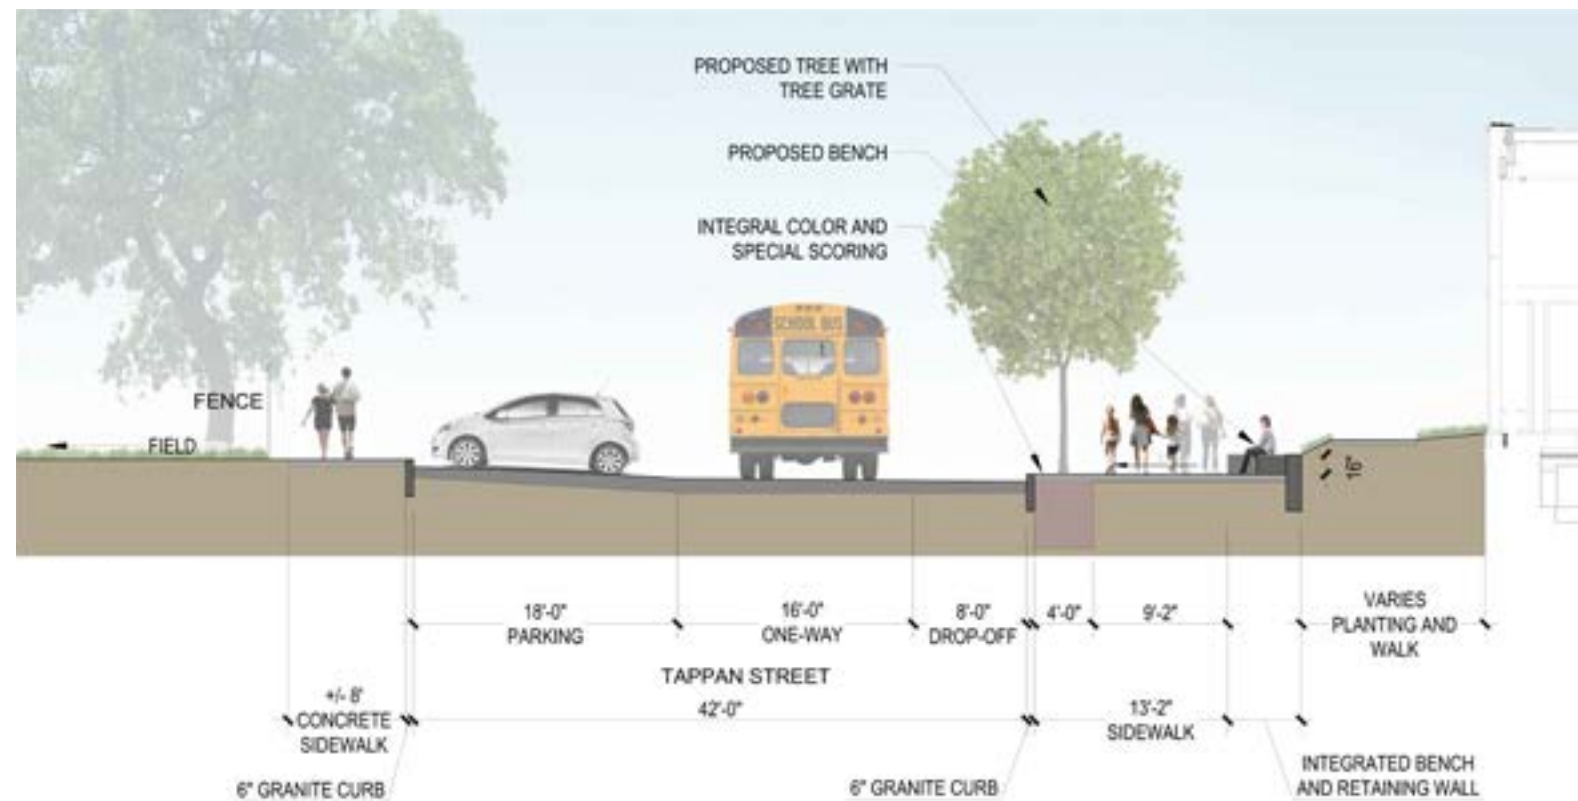 PROPOSED TREE WITH
TREE GRATE
PROPOSED BENCH
INTEGRAL COLOR AND
SPECIAL SCORING
SCHOOL BUS
FENCE
FIELD
16"
18'-0"
PARKING
16'-0"
ONE-WAY
8'-0"
DROP-OFF
4'-0"
9'-2"
VARIES
PLANTING AND
WALK
TAPPAN STREET
42'-0"
+/- 8'
CONCRETE
SIDEWALK
13'-2"
SIDEWALK
6" GRANITE CURB
6" GRANITE CURB
INTEGRATED BENCH
AND RETAINING WALL